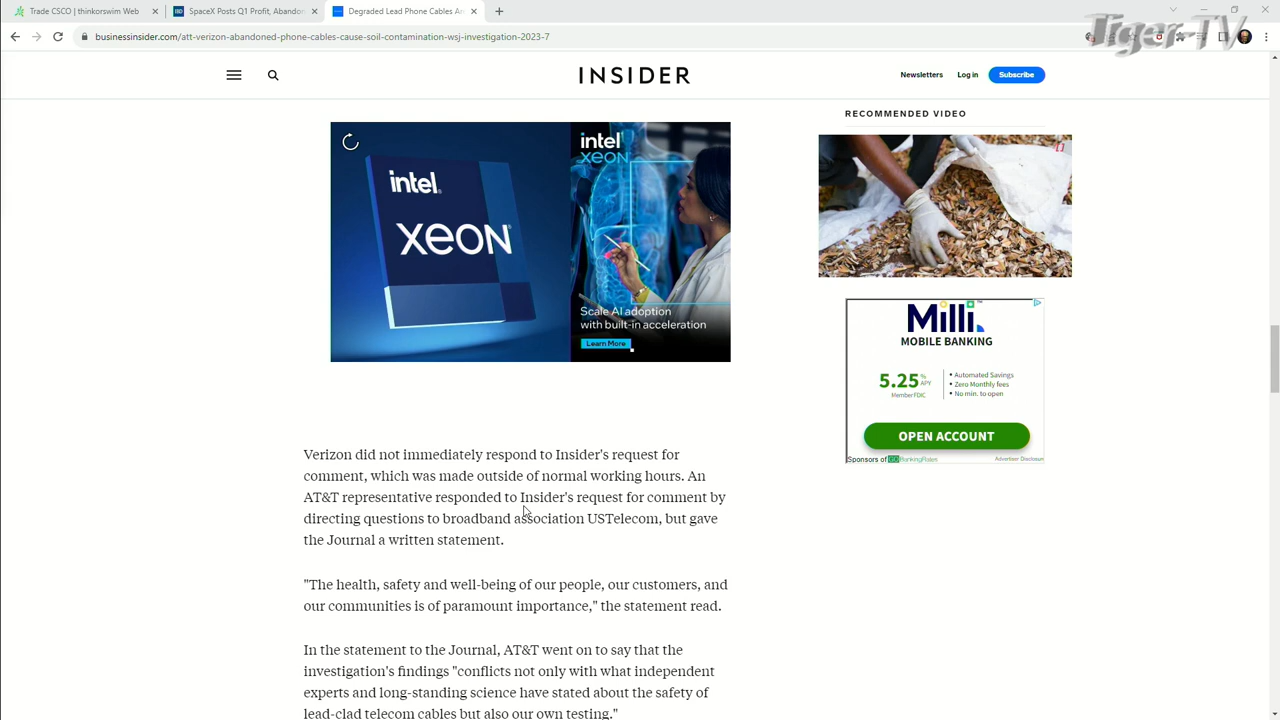 Trade CSCO | thinkorswim Web
SpaceX Posts Q1 Profit, Abandon
Degraded Lead Phone Cables Ar
Tiger-TV
businessinsider.com/att-verizon-abandoned-phone-cables-cause-soil-contamination-wsj-investigation-2023-7
INSIDER
Newsletters
Log in
Subscribe
intel
XEON
intel
XEON
Scale AI adoption
with built-in acceleration
Learn More
RECOMMENDED VIDEO
Milli
MOBILE BANKING
5.25 % APY
Member FDIC
• Automated Savings
• Zero Monthly fees
• No min. to open
OPEN ACCOUNT
Sponsors of GOBankingRates
Advertiser Disclosure
Verizon did not immediately respond to Insider's request for
comment, which was made outside of normal working hours. An
AT&T representative responded to Insider's request for comment by
directing questions to broadband association USTelecom, but gave
the Journal a written statement.
"The health, safety and well-being of our people, our customers, and
our communities is of paramount importance," the statement read.
In the statement to the Journal, AT&T went on to say that the
investigation's findings "conflicts not only with what independent
experts and long-standing science have stated about the safety of
lead-clad telecom cables but also our own testing."